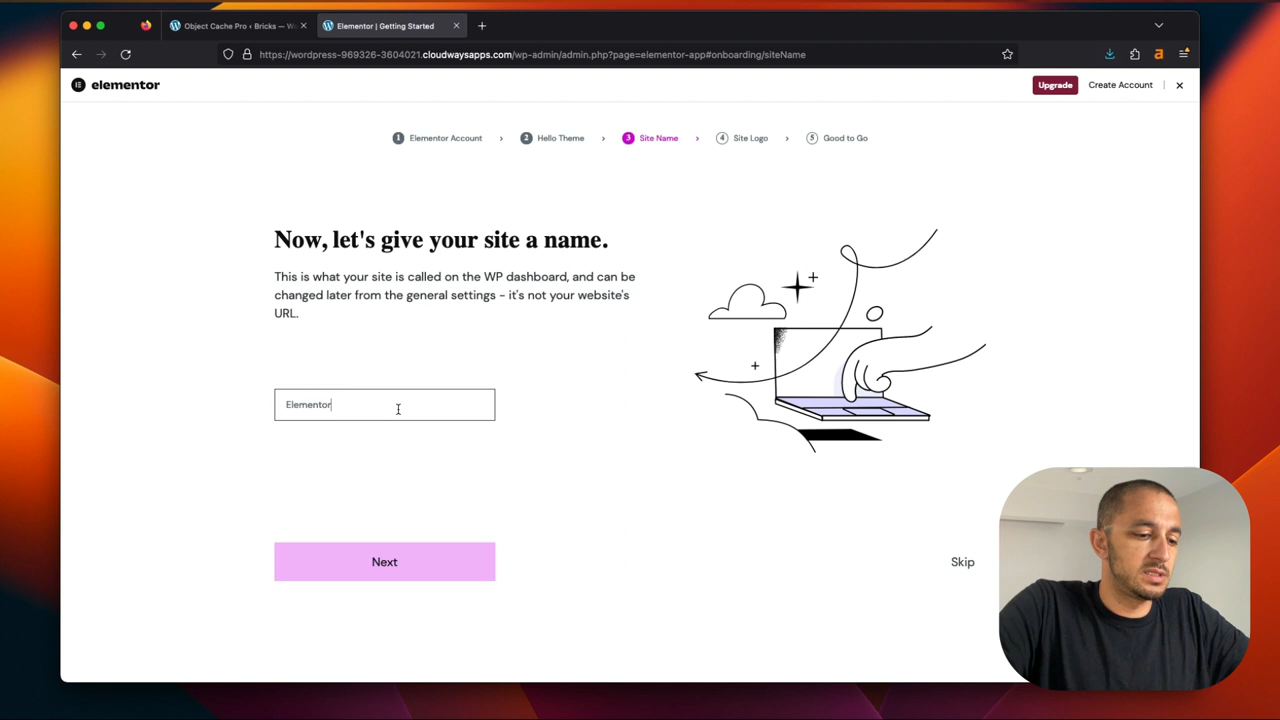 Object Cache Pro ‹ Bricks — Wo
Elementor | Getting Started
https://wordpress-969326-3604021.cloudwaysapps.com/wp-admin/admin.php?page=elementor-app#onboarding/siteName
elementor
Upgrade
Create Account
1 Elementor Account
2 Hello Theme
3 Site Name
4 Site Logo
5 Good to Go
Now, let's give your site a name.
This is what your site is called on the WP dashboard, and can be
changed later from the general settings - it's not your website's
URL.
Elementor
Next
Skip